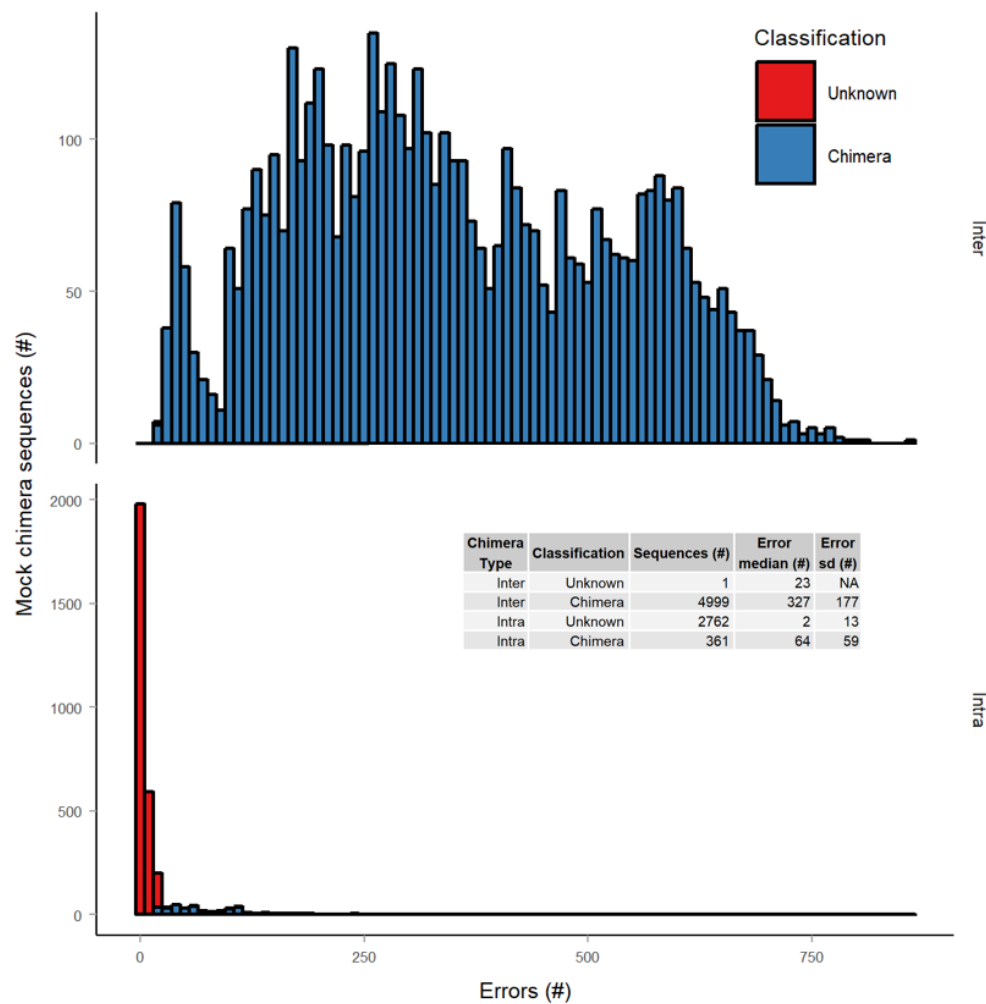 Classification
Unknown
Chimera
100
50
0
Inter
Mock chimera sequences (#)
2000
1500
1000
500
0
Chimera Type Classification Sequences (#) Error median (#) Error sd (#)
Inter Unknown 1 23 NA
Inter Chimera 4999 327 177
Intra Unknown 2762 2 13
Intra Chimera 361 64 59
Intra
0 250 500 750
Errors (#)